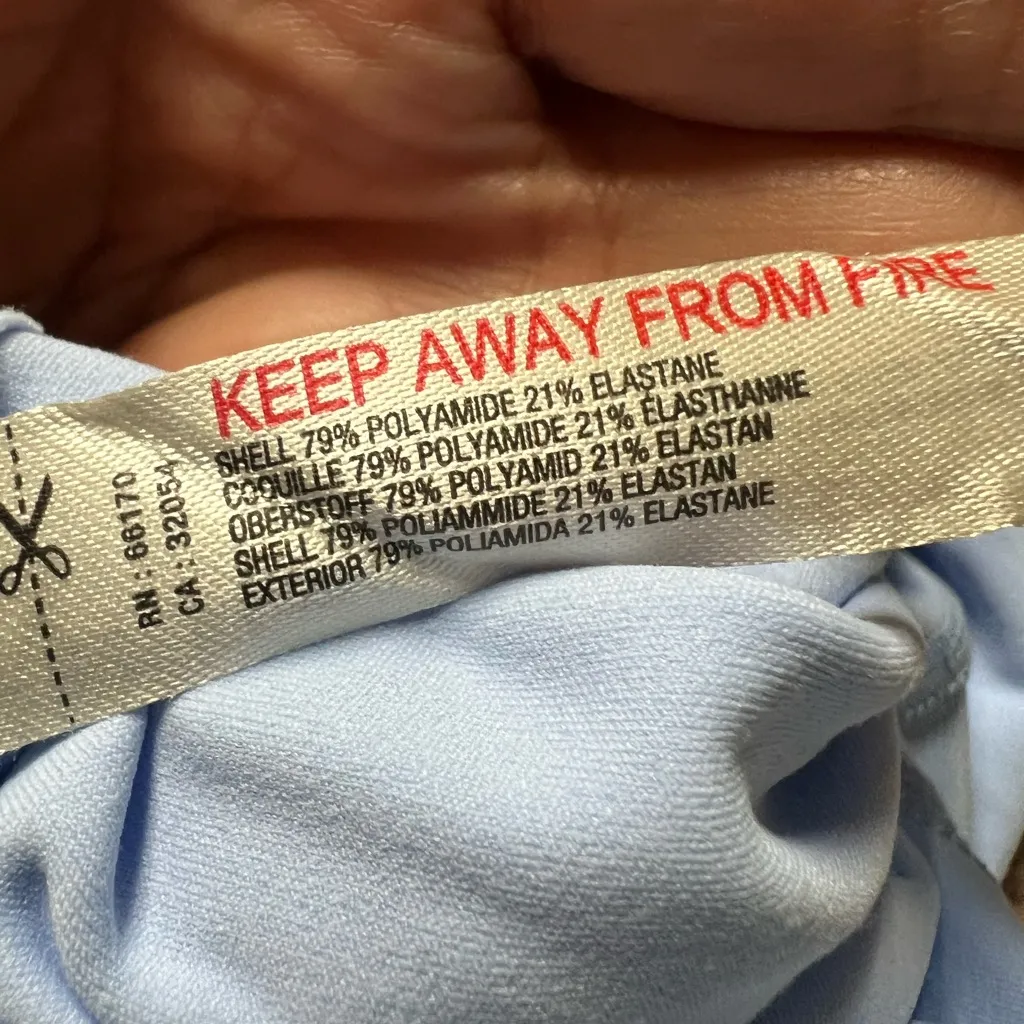 KEEP AWAY FROM FIRE
SHELL 79% POLYAMIDE 21% ELASTANE
COQUILLE 79% POLYAMIDE 21% ÉLASTHANNE
OBERSTOFF 79% POLYAMID 21% ELASTAN
SHELL 79% POLIAMMIDE 21% ELASTAN
EXTERIOR 79% POLIAMIDA 21% ELASTANE
RN : 66170
CA : 32054